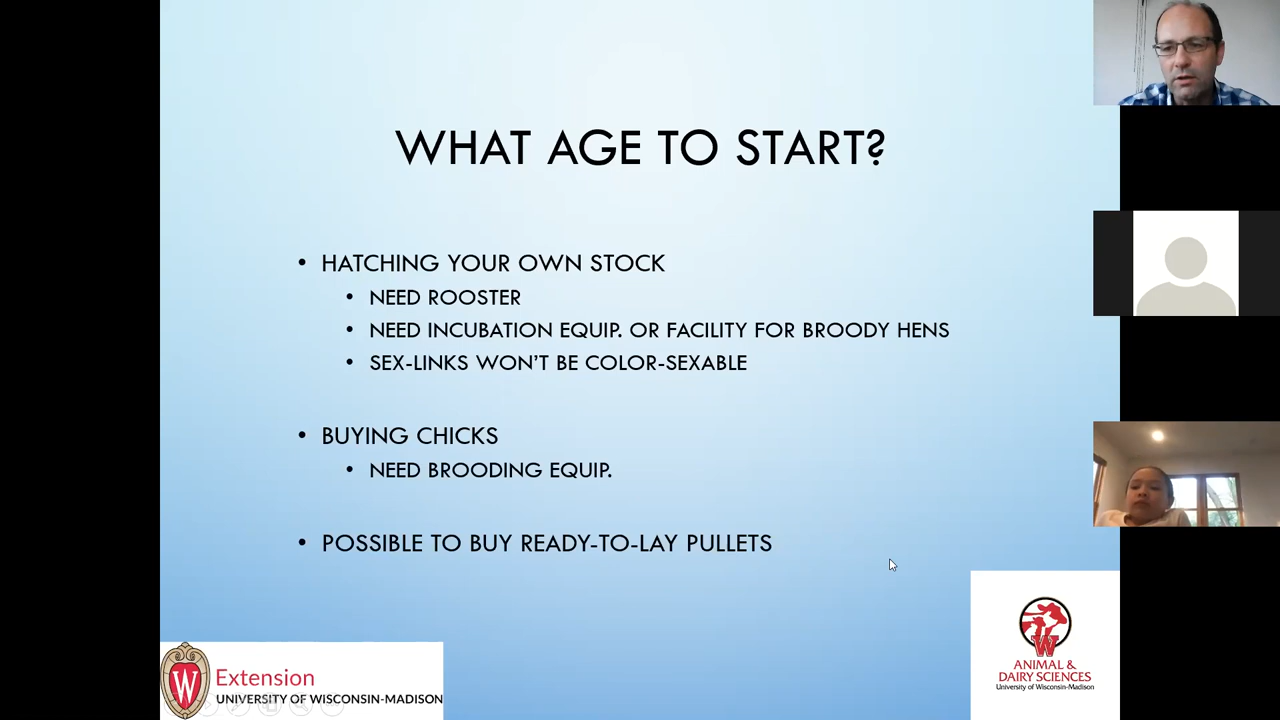 WHAT AGE TO START?
• HATCHING YOUR OWN STOCK
• NEED ROOSTER
• NEED INCUBATION EQUIP. OR FACILITY FOR BROODY HENS
• SEX-LINKS WON'T BE COLOR-SEXABLE
• BUYING CHICKS
• NEED BROODING EQUIP.
• POSSIBLE TO BUY READY-TO-LAY PULLETS
W
Extension
UNIVERSITY OF WISCONSIN-MADISON
W
ANIMAL &
DAIRY SCIENCES
University of Wisconsin-Madison